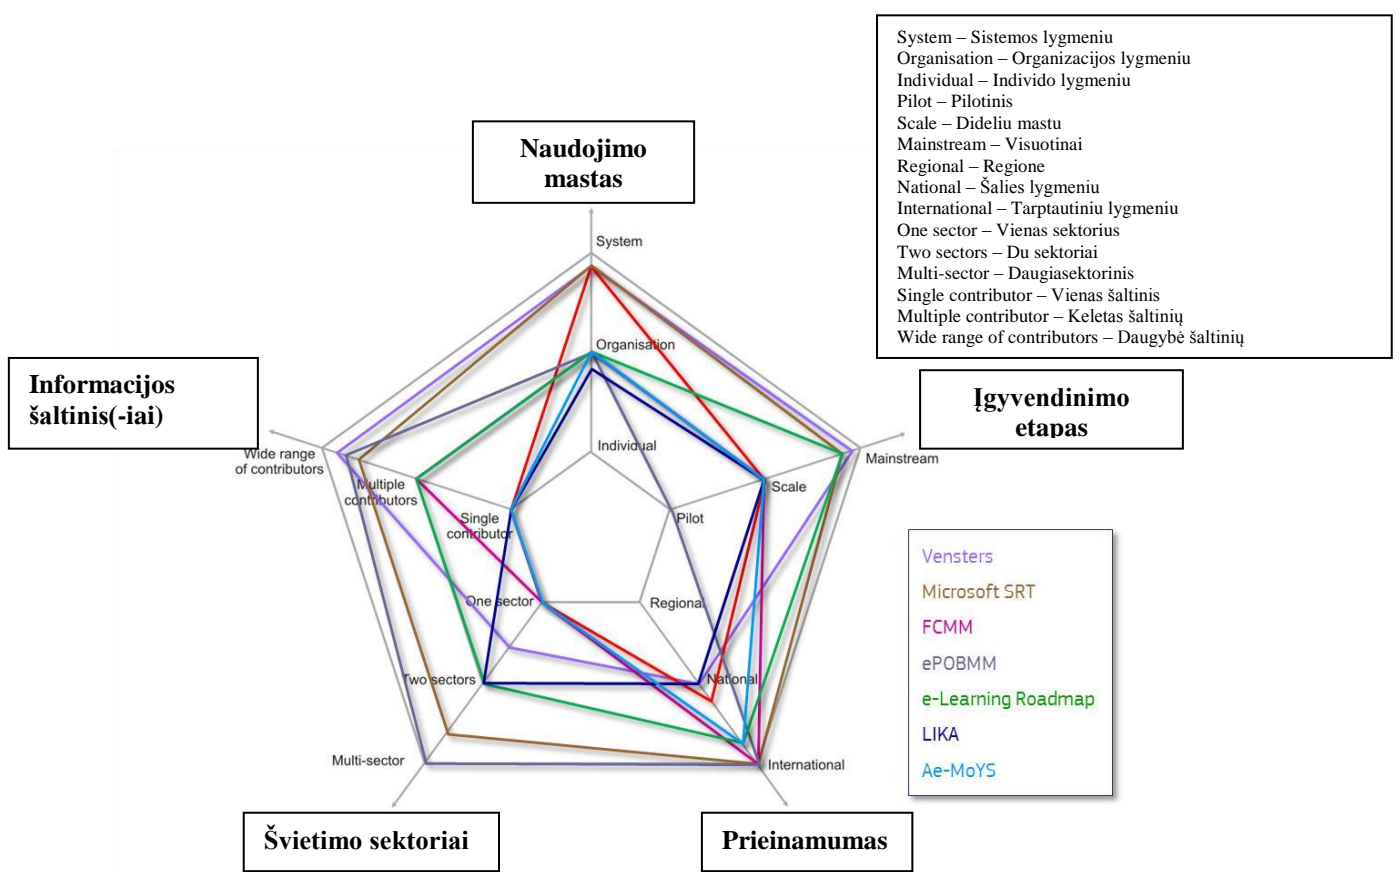 System – Sistemos lygmeniu
Organisation – Organizacijos lygmeniu
Individual – Individo lygmeniu
Pilot – Pilotinis
Scale – Dideliu mastu
Mainstream – Visuotinai
Regional – Regione
National – Šalies lygmeniu
International – Tarptautiniu lygmeniu
One sector – Vienas sektorius
Two sectors – Du sektoriai
Multi-sector – Daugiasektorinis
Single contributor – Vienas šaltinis
Multiple contributor – Keletas šaltinių
Wide range of contributors – Daugybė šaltinių
Naudojimo
mastas
System
Organisation
Individual
Informacijos
šaltinis(-iai)
Įgyvendinimo
etapas
Wide range
of contributors
Multiple
contributors
Single
contributor
Mainstream
Scale
Pilot
One sector
Regional
Two sectors
National
Multi-sector
International
Vensters
Microsoft SRT
FCMM
ePOBMM
e-Learning Roadmap
LIKA
Ae-MoYS
Švietimo sektoriai
Prieinamumas